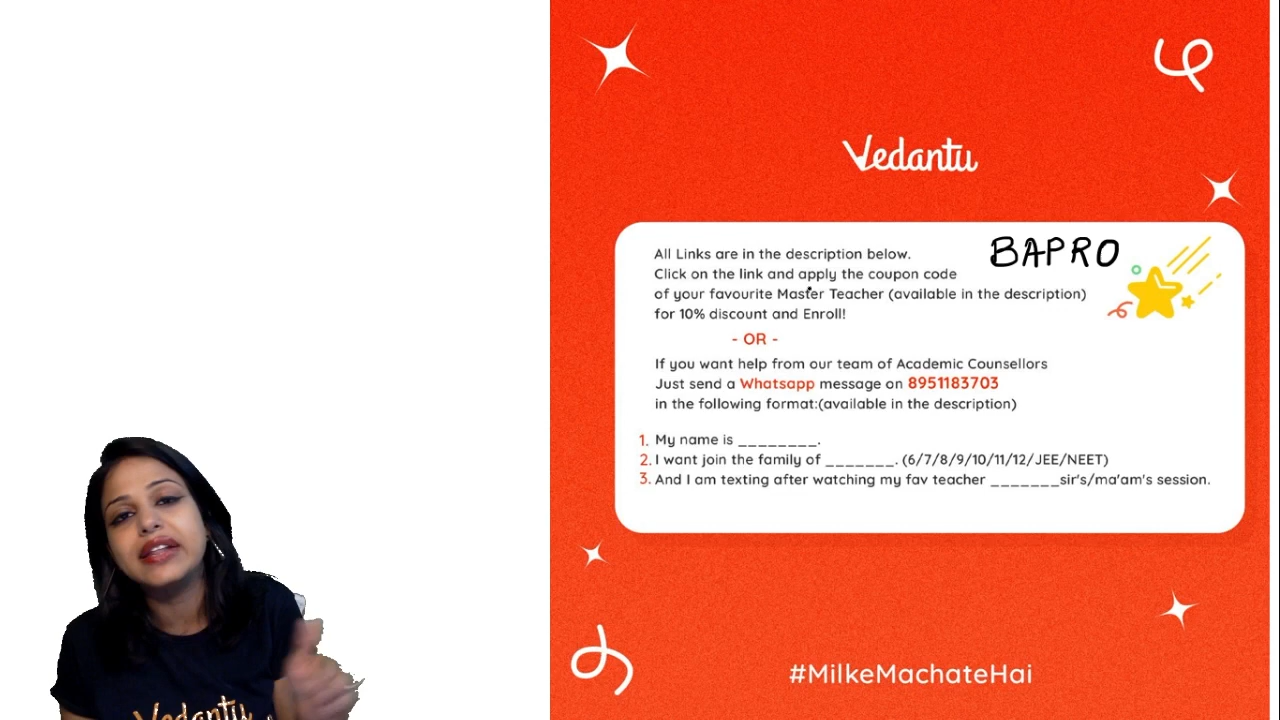 Vedantu
BAPRO
All Links are in the description below.
Click on the link and apply the coupon code
of your favourite Master Teacher (available in the description)
for 10% discount and Enroll!
- OR -
If you want help from our team of Academic Counsellors
Just send a Whatsapp message on 8951183703
in the following format:(available in the description)
1. My name is ________.
2. I want join the family of _______. (6/7/8/9/10/11/12/JEE/NEET)
3. And I am texting after watching my fav teacher _______sir's/ma'am's session.
#MilkeMachateHai
Vedantu